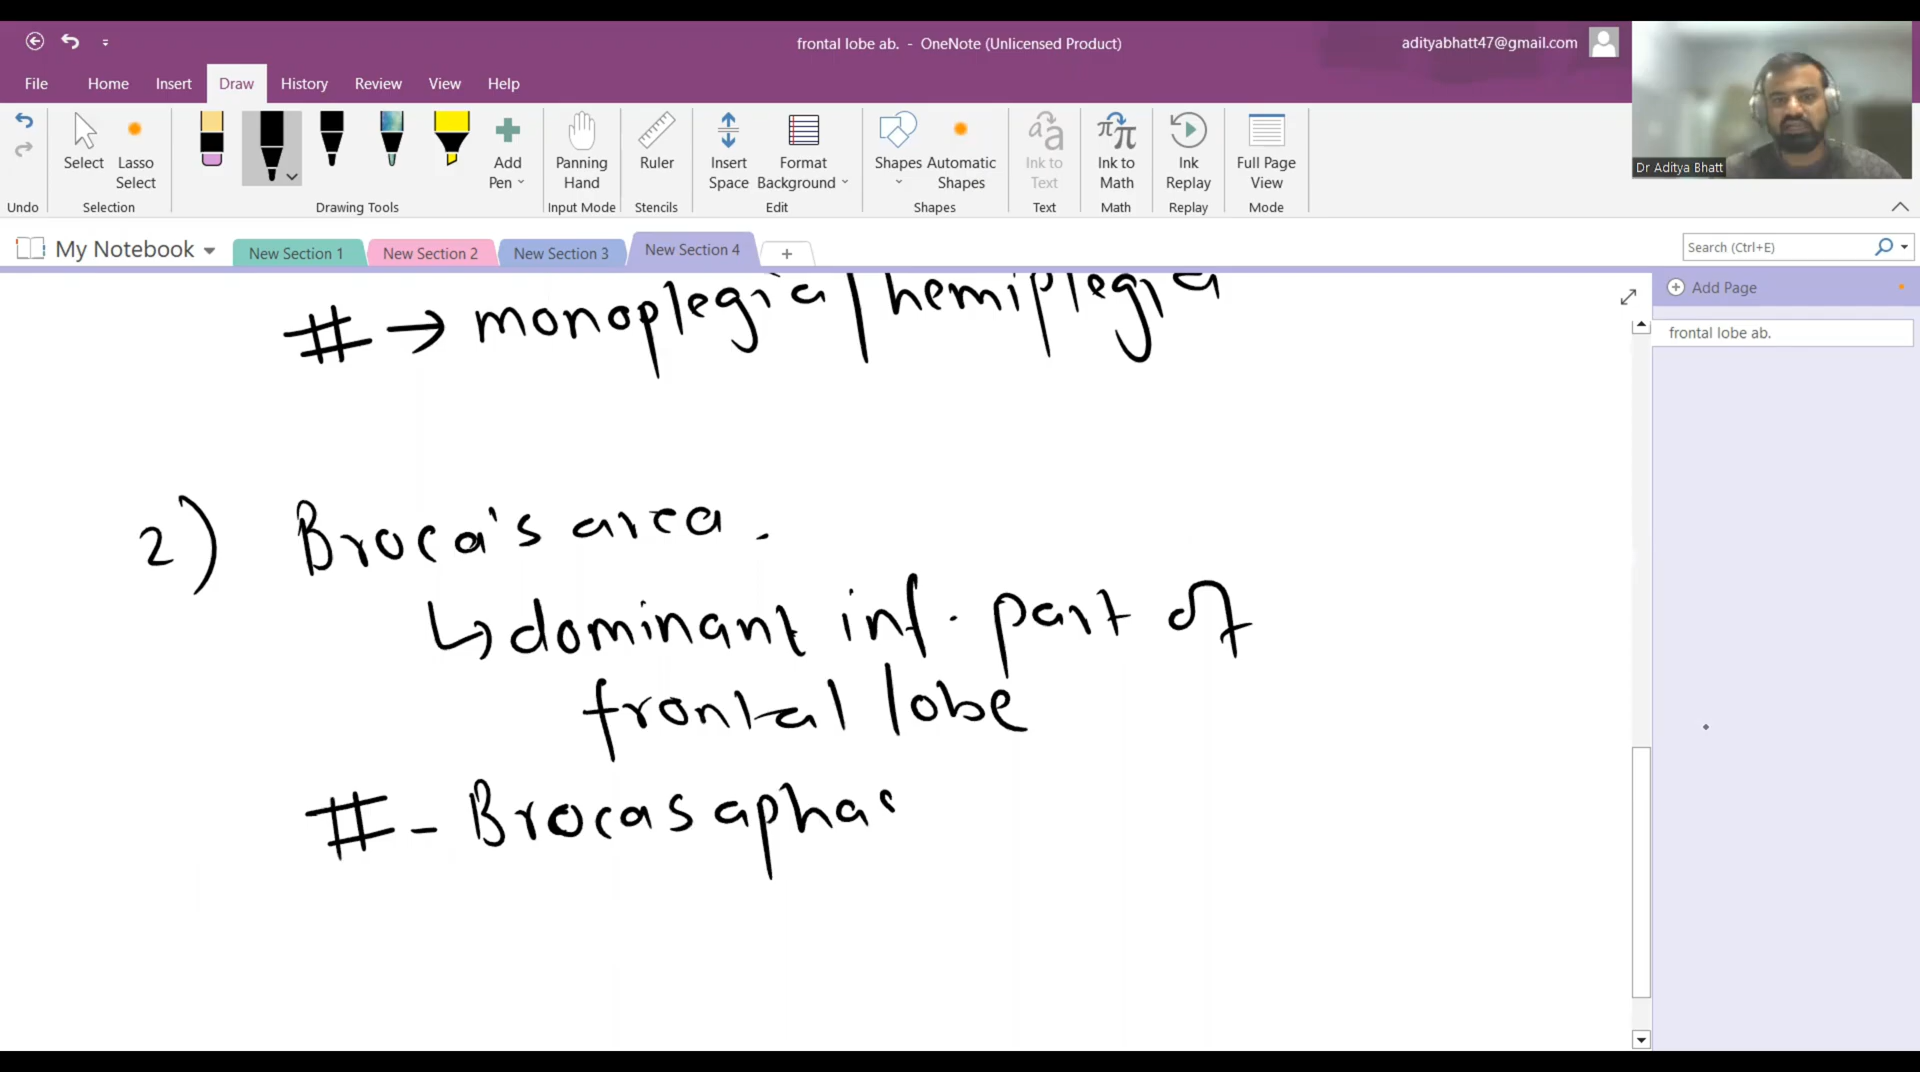 frontal lobe ab. - OneNote (Unlicensed Product)
adityabhatt47@gmail.com
File Home Insert Draw History Review View Help
Dr Aditya Bhatt
Select
Lasso Select
Add Pen
Panning Hand
Ruler
Insert Space
Format Background
Shapes
Automatic Shapes
Ink to Text
Ink to Math
Ink Replay
Full Page View
Undo Selection Drawing Tools Input Mode Stencils Edit Shapes Text Math Replay Mode
My Notebook New Section 1 New Section 2 New Section 3 New Section 4 +
Search (Ctrl+E)
Add Page
frontal lobe ab.
# → monoplegia/hemiplegia
2) Broca's area.
↳ dominant inf. part of
frontal lobe
# - Brocas aphas